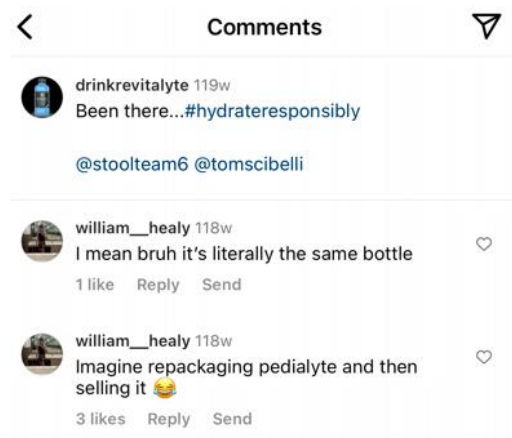 Comments
drinkrevitalyte 119w
Been there...#hydrateresponsibly
@stoolteam6 @tomscibelli
william__healy 118w
I mean bruh it's literally the same bottle
1 like Reply Send
william__healy 118w
Imagine repackaging pedialyte and then
selling it 😂
3 likes Reply Send